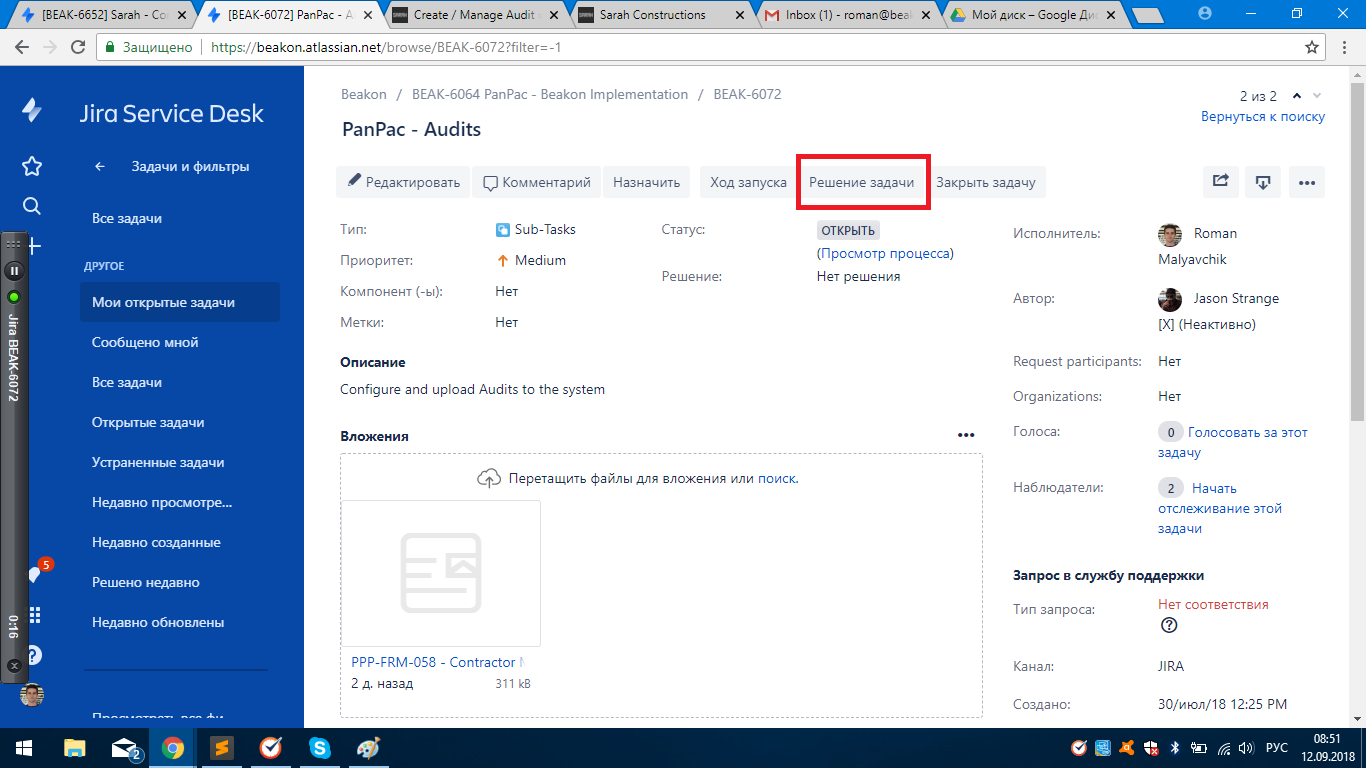 [BEAK-6652] Sarah - Co
[BEAK-6072] PanPac - A
Create / Manage Audit
Sarah Constructions
Inbox (1) - roman@beak
Мой диск – Google Ди
Защищено
https://beakon.atlassian.net/browse/BEAK-6072?filter=-1
Jira Service Desk
Задачи и фильтры
Все задачи
ДРУГОЕ
Мои открытые задачи
Сообщено мной
Все задачи
Открытые задачи
Устраненные задачи
Недавно просмотре...
Недавно созданные
Решено недавно
Недавно обновлены
Просмотреть все фи
Jira BEAK-6072
0:16
5
Beakon / BEAK-6064 PanPac - Beakon Implementation / BEAK-6072
2 из 2
Вернуться к поиску
PanPac - Audits
Редактировать
Комментарий
Назначить
Ход запуска
Решение задачи
Закрыть задачу
Тип: Sub-Tasks
Приоритет: Medium
Компонент (-ы): Нет
Метки: Нет
Статус: ОТКРЫТЬ
(Просмотр процесса)
Решение: Нет решения
Описание
Configure and upload Audits to the system
Вложения
Перетащить файлы для вложения или поиск.
PPP-FRM-058 - Contractor
2 д. назад 311 kB
Исполнитель: Roman
Malyavchik
Автор: Jason Strange
[X] (Неактивно)
Request participants: Нет
Organizations: Нет
Голоса: 0 Голосовать за этот
задачу
Наблюдатели: 2 Начать
отслеживание этой
задачи
Запрос в службу поддержки
Тип запроса: Нет соответствия
?
Канал: JIRA
Создано: 30/июл/18 12:25 PM
2
РУС
08:51
12.09.2018